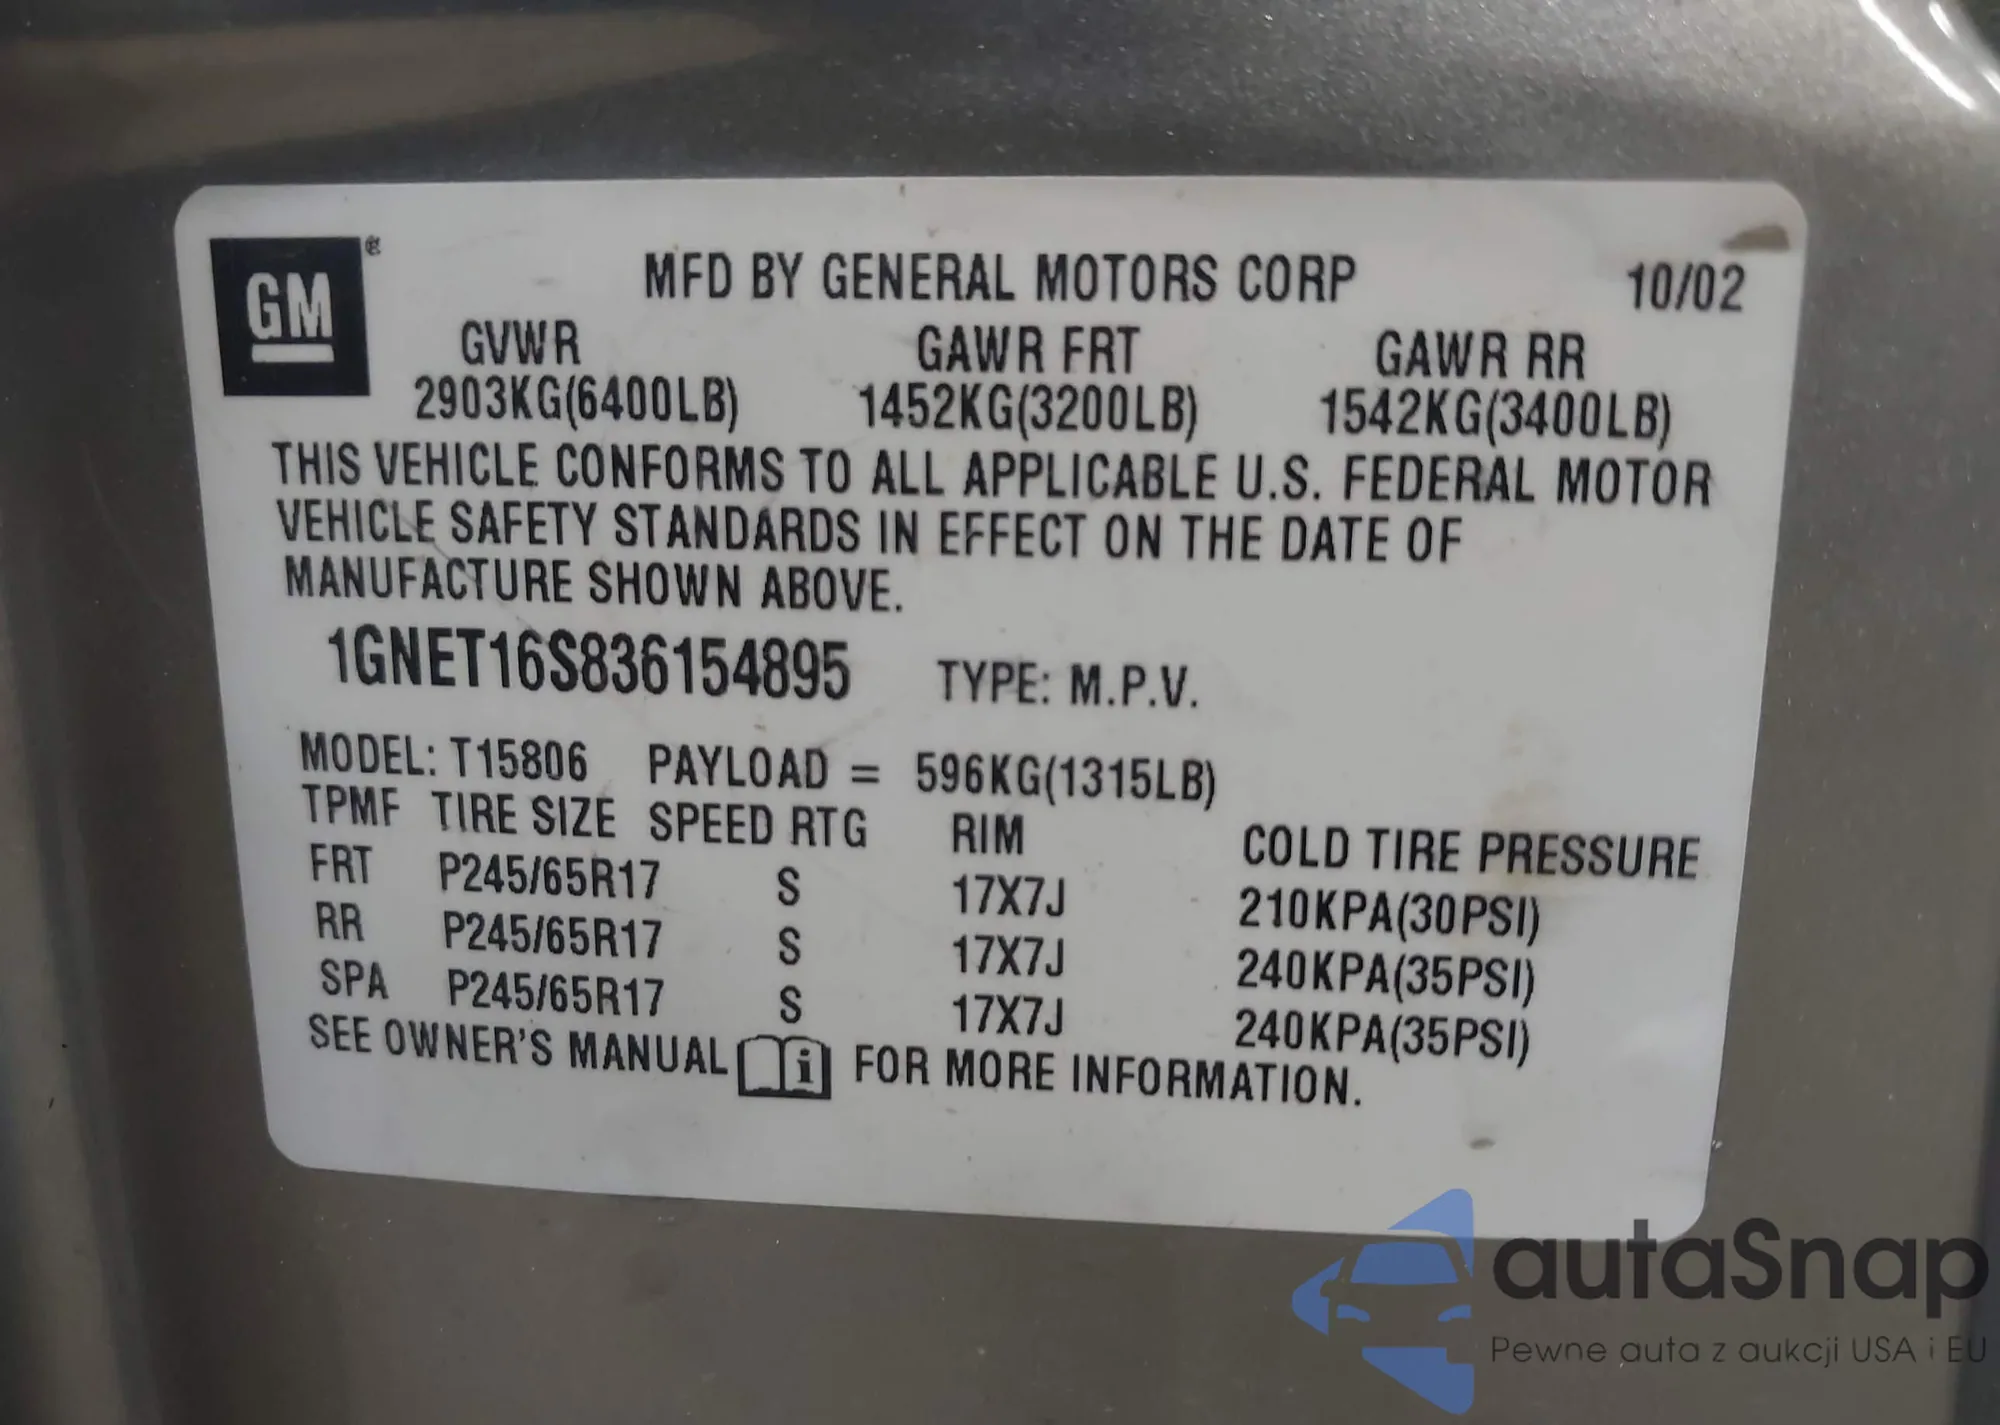 GM®
MFD BY GENERAL MOTORS CORP 10/02
GVWR GAWR FRT GAWR RR
2903KG(6400LB) 1452KG(3200LB) 1542KG(3400LB)
THIS VEHICLE CONFORMS TO ALL APPLICABLE U.S. FEDERAL MOTOR
VEHICLE SAFETY STANDARDS IN EFFECT ON THE DATE OF
MANUFACTURE SHOWN ABOVE.
1GNET16S836154895 TYPE: M.P.V.
MODEL: T15806 PAYLOAD = 596KG(1315LB)
TPMF TIRE SIZE SPEED RTG RIM COLD TIRE PRESSURE
FRT P245/65R17 S 17X7J 210KPA(30PSI)
RR P245/65R17 S 17X7J 240KPA(35PSI)
SPA P245/65R17 S 17X7J 240KPA(35PSI)
SEE OWNER'S MANUAL i FOR MORE INFORMATION.
autaSnap
Pewne auta z aukcji USA i EU